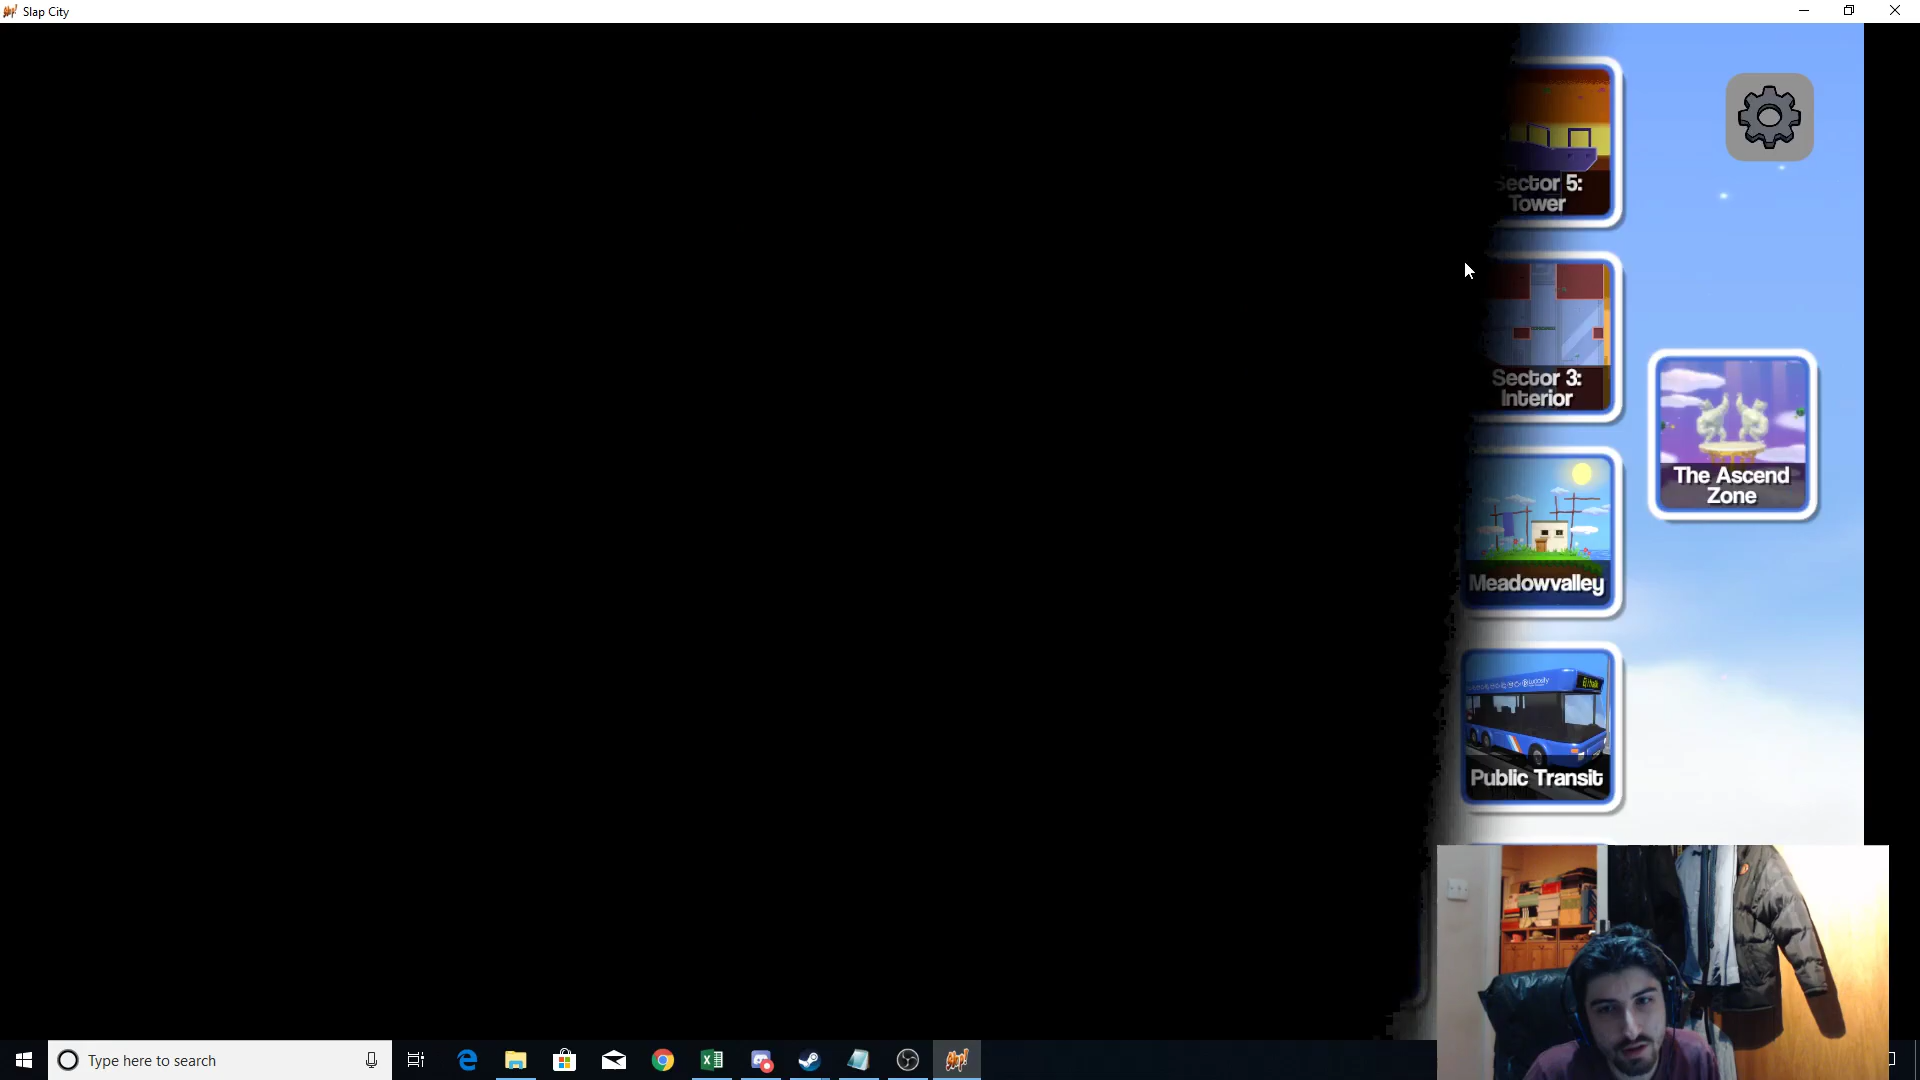 Slap City
Sector 5:
Tower
Sector 3:
Interior
The Ascend
Zone
Meadowvalley
Public Transit
Type here to search